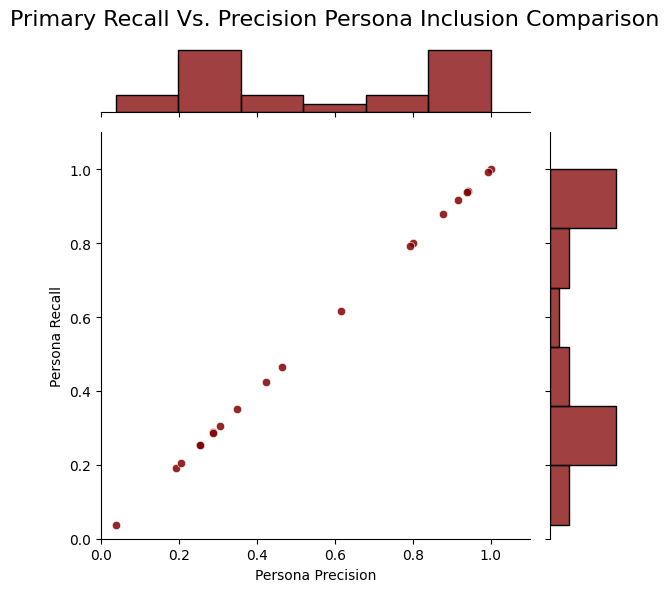 Primary Recall Vs. Precision Persona Inclusion Comparison
1.0
0.8
0.6
0.4
0.2
0.0
Persona Recall
0.0 0.2 0.4 0.6 0.8 1.0
Persona Precision